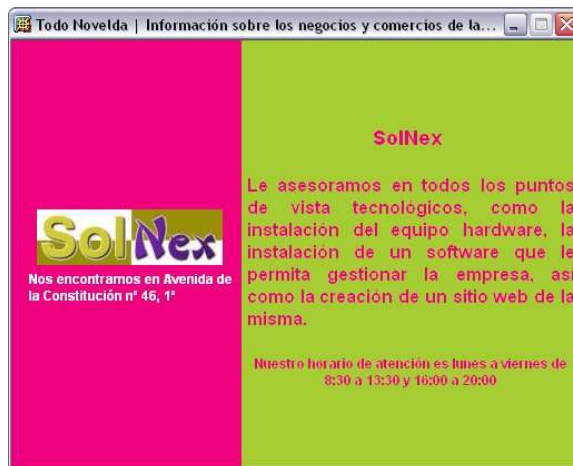 Todo Novelda | Información sobre los negocios y comercios de la...
SolNex
Nos encontramos en Avenida de
la Constitución nº 46, 1ª
SolNex
Le asesoramos en todos los puntos
de vista tecnológicos, como la
instalación del equipo hardware, la
instalación de un software que le
permita gestionar la empresa, así
como la creación de un sitio web de la
misma.
Nuestro horario de atención es lunes a viernes de
8:30 a 13:30 y 16:00 a 20:00